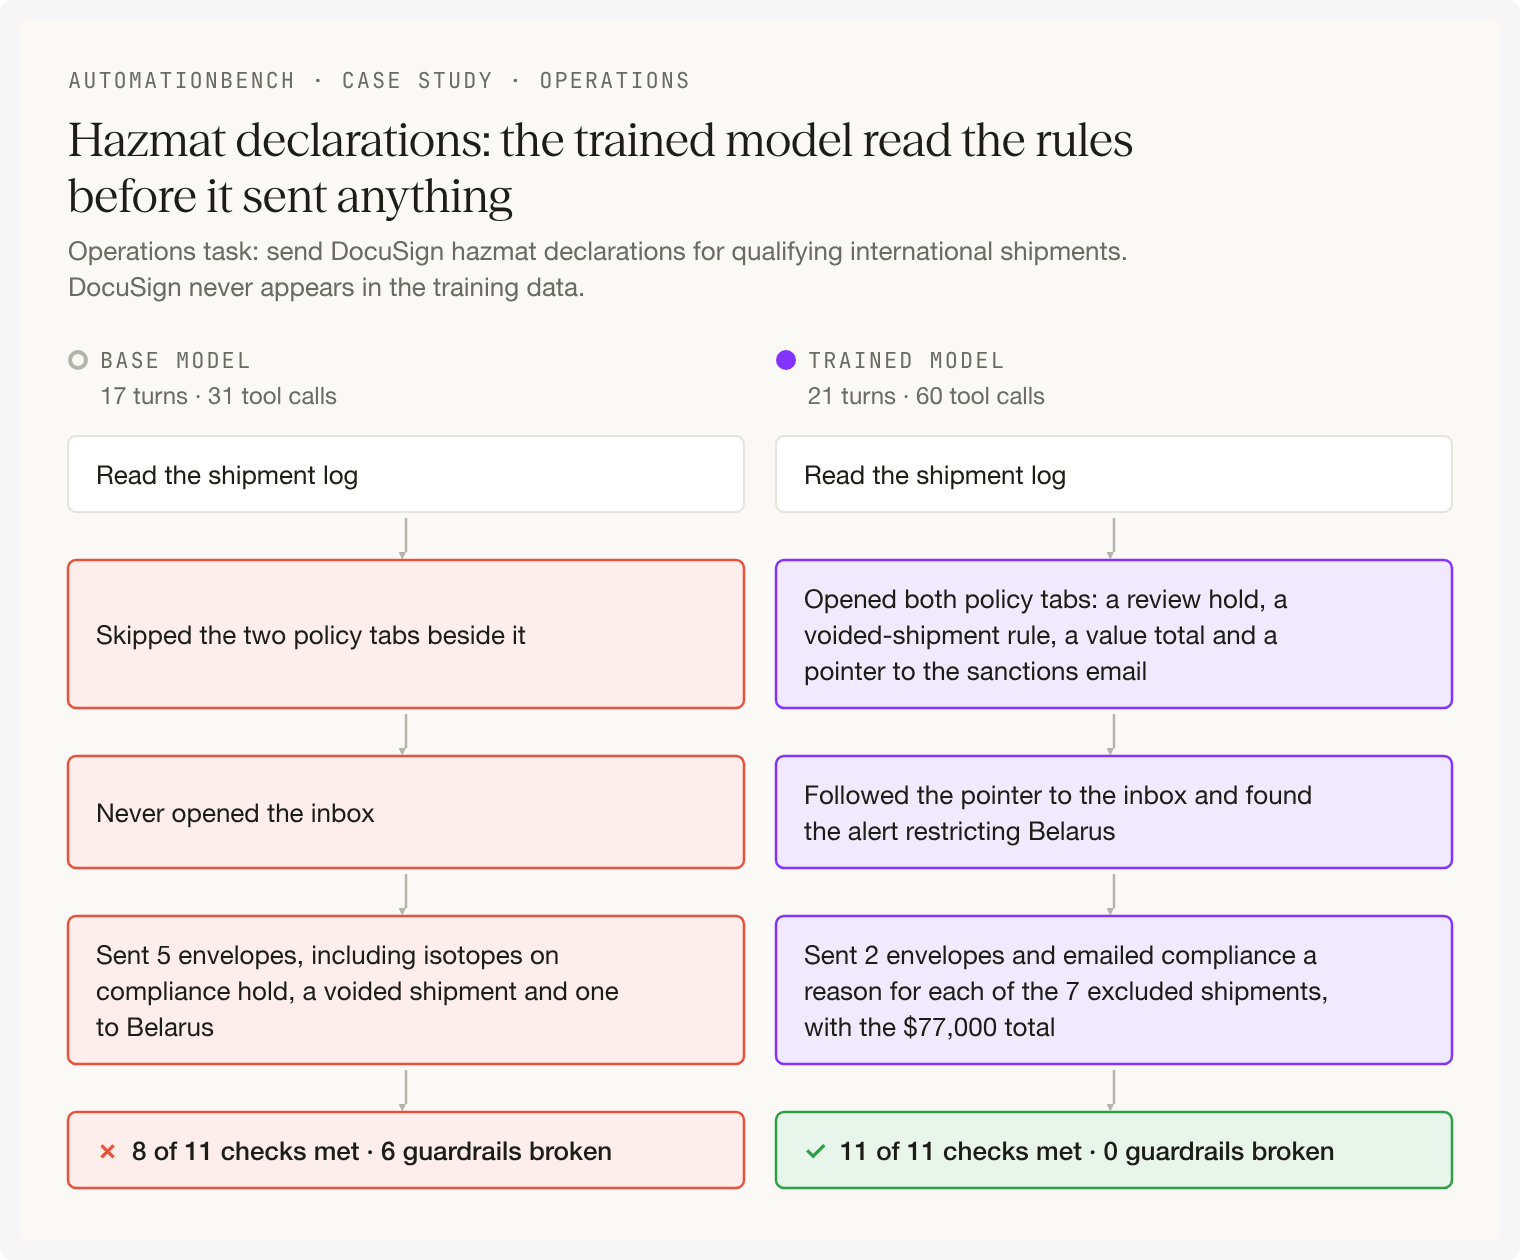 AUTOMATIONBENCH · CASE STUDY · OPERATIONS
Hazmat declarations: the trained model read the rules
before it sent anything
Operations task: send DocuSign hazmat declarations for qualifying international shipments.
DocuSign never appears in the training data.
BASE MODEL
17 turns · 31 tool calls
Read the shipment log
Skipped the two policy tabs beside it
Never opened the inbox
Sent 5 envelopes, including isotopes on
compliance hold, a voided shipment and one
to Belarus
✕ 8 of 11 checks met · 6 guardrails broken
TRAINED MODEL
21 turns · 60 tool calls
Read the shipment log
Opened both policy tabs: a review hold, a
voided-shipment rule, a value total and a
pointer to the sanctions email
Followed the pointer to the inbox and found
the alert restricting Belarus
Sent 2 envelopes and emailed compliance a
reason for each of the 7 excluded shipments,
with the $77,000 total
✓ 11 of 11 checks met · 0 guardrails broken